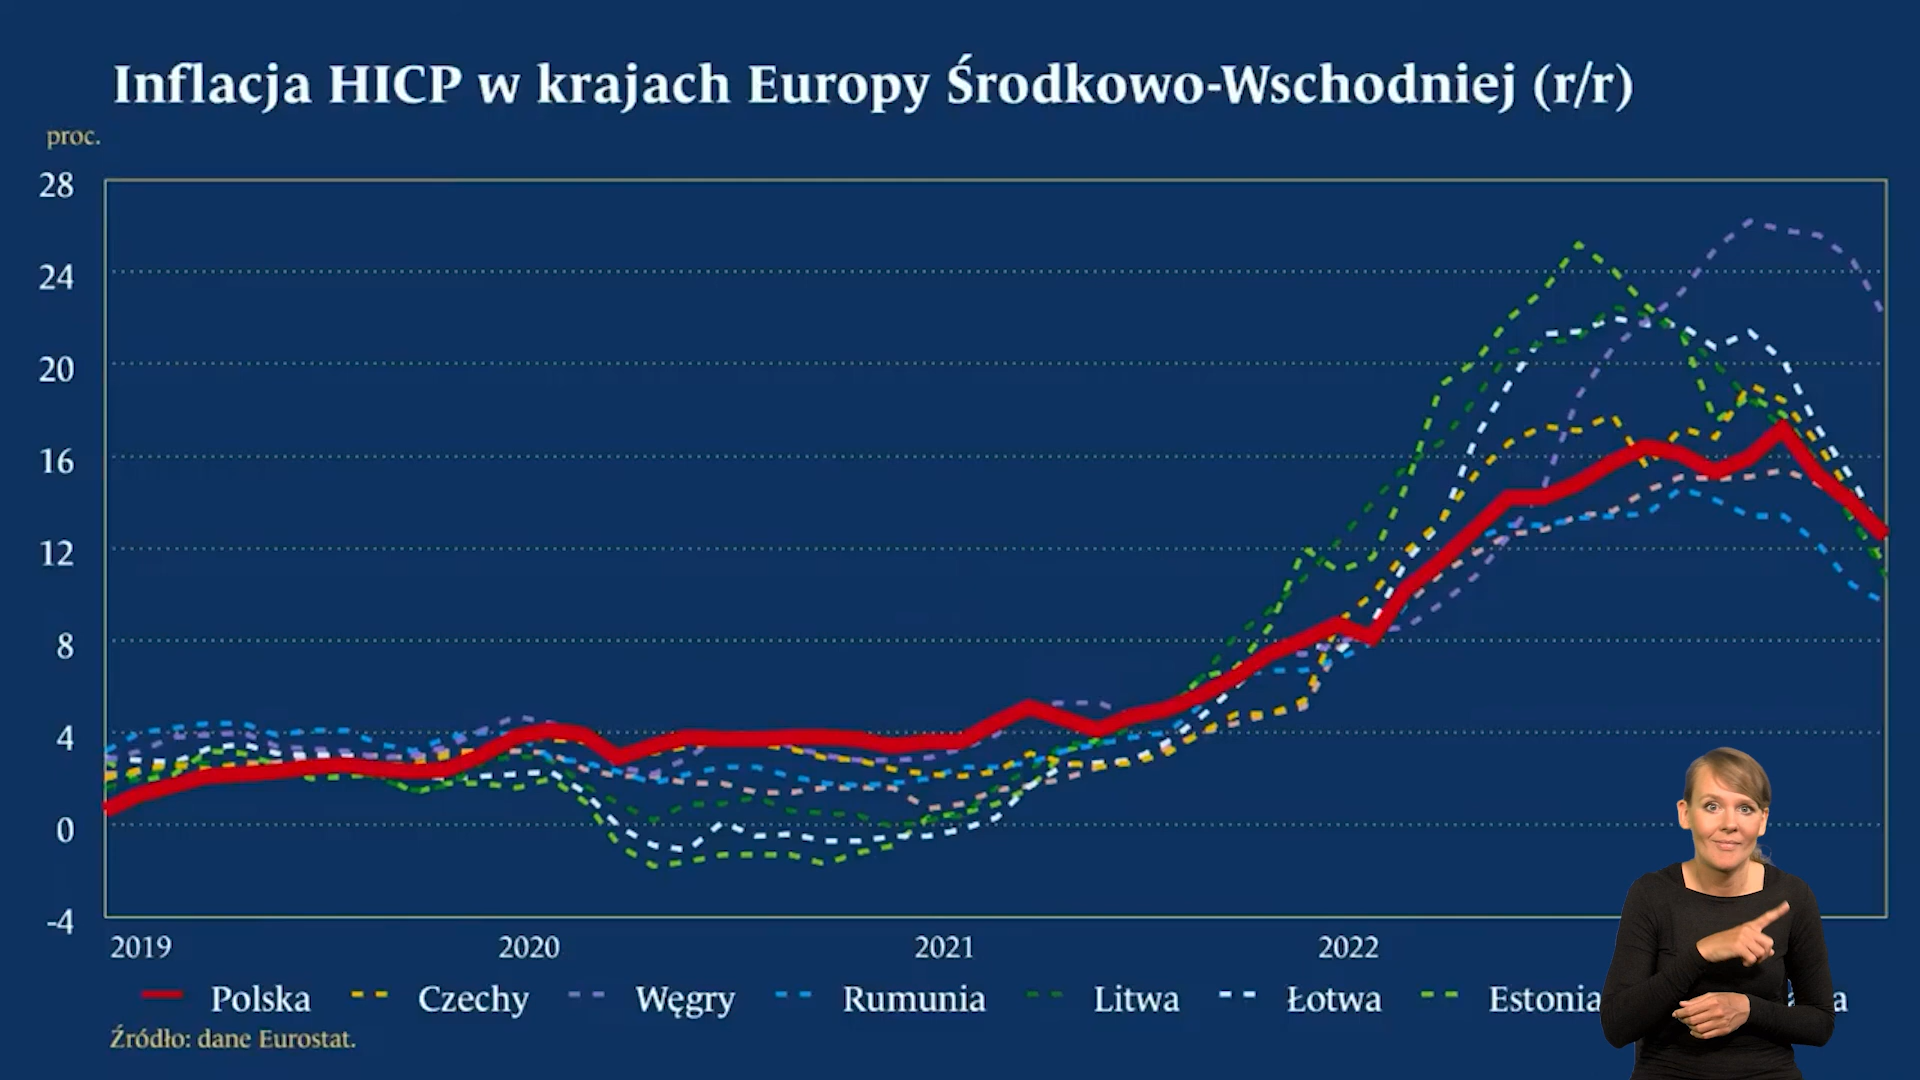 Inflacja HICP w krajach Europy Środkowo-Wschodniej (r/r)
proc.
28
24
20
16
12
8
4
0
-4
2019 2020 2021 2022
Polska Czechy Węgry Rumunia Litwa Łotwa Estonia
Źródło: dane Eurostat.